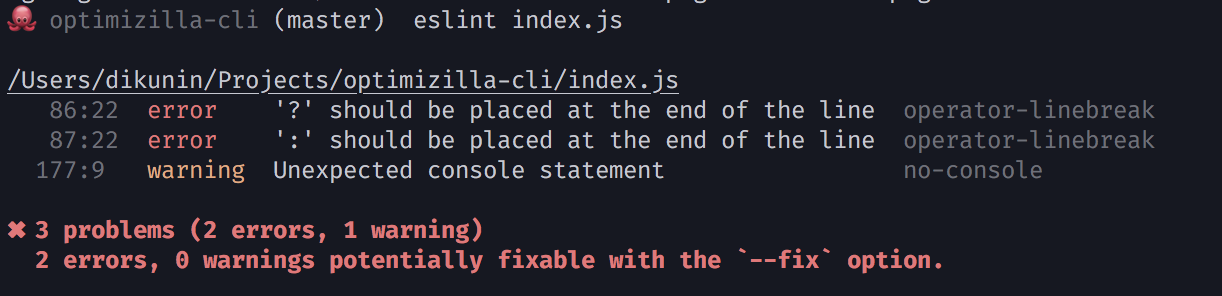 optimizilla-cli (master) eslint index.js
/Users/dikunin/Projects/optimizilla-cli/index.js
86:22 error '?' should be placed at the end of the line operator-linebreak
87:22 error ':' should be placed at the end of the line operator-linebreak
177:9 warning Unexpected console statement no-console
✖ 3 problems (2 errors, 1 warning)
2 errors, 0 warnings potentially fixable with the `--fix` option.